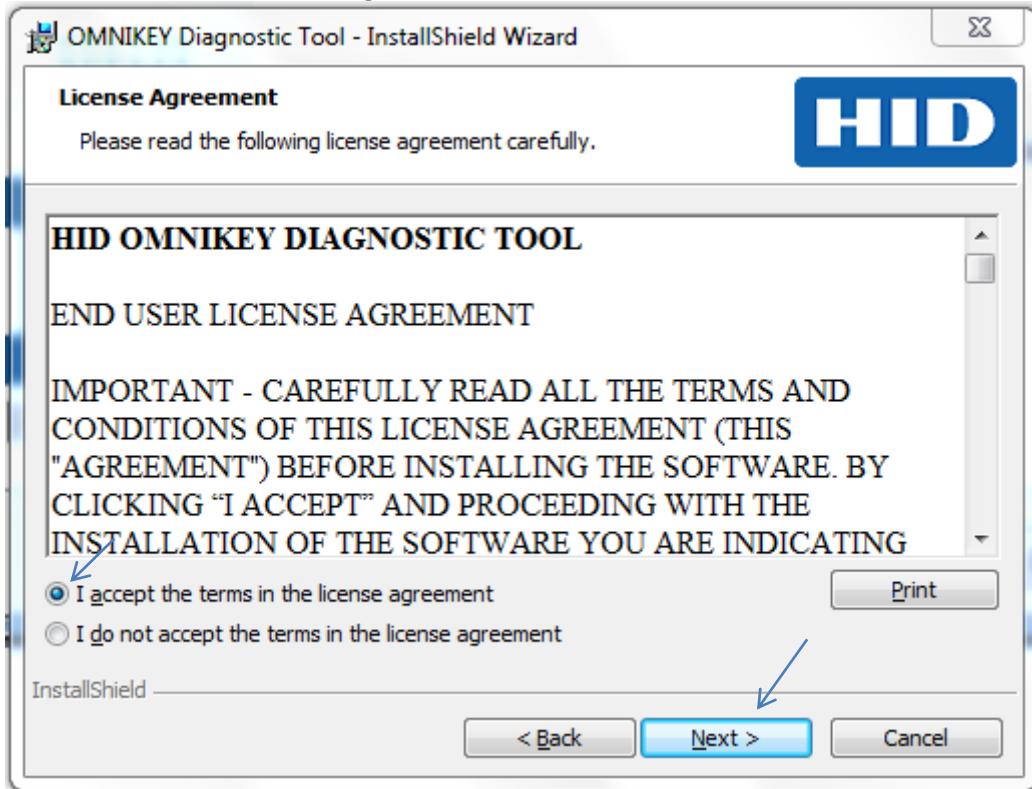 OMNIKEY Diagnostic Tool - InstallShield Wizard
License Agreement
Please read the following license agreement carefully.
HID
HID OMNIKEY DIAGNOSTIC TOOL
END USER LICENSE AGREEMENT
IMPORTANT - CAREFULLY READ ALL THE TERMS AND
CONDITIONS OF THIS LICENSE AGREEMENT (THIS
"AGREEMENT") BEFORE INSTALLING THE SOFTWARE. BY
CLICKING “I ACCEPT” AND PROCEEDING WITH THE
INSTALLATION OF THE SOFTWARE YOU ARE INDICATING
I accept the terms in the license agreement
Print
I do not accept the terms in the license agreement
InstallShield
< Back
Next >
Cancel